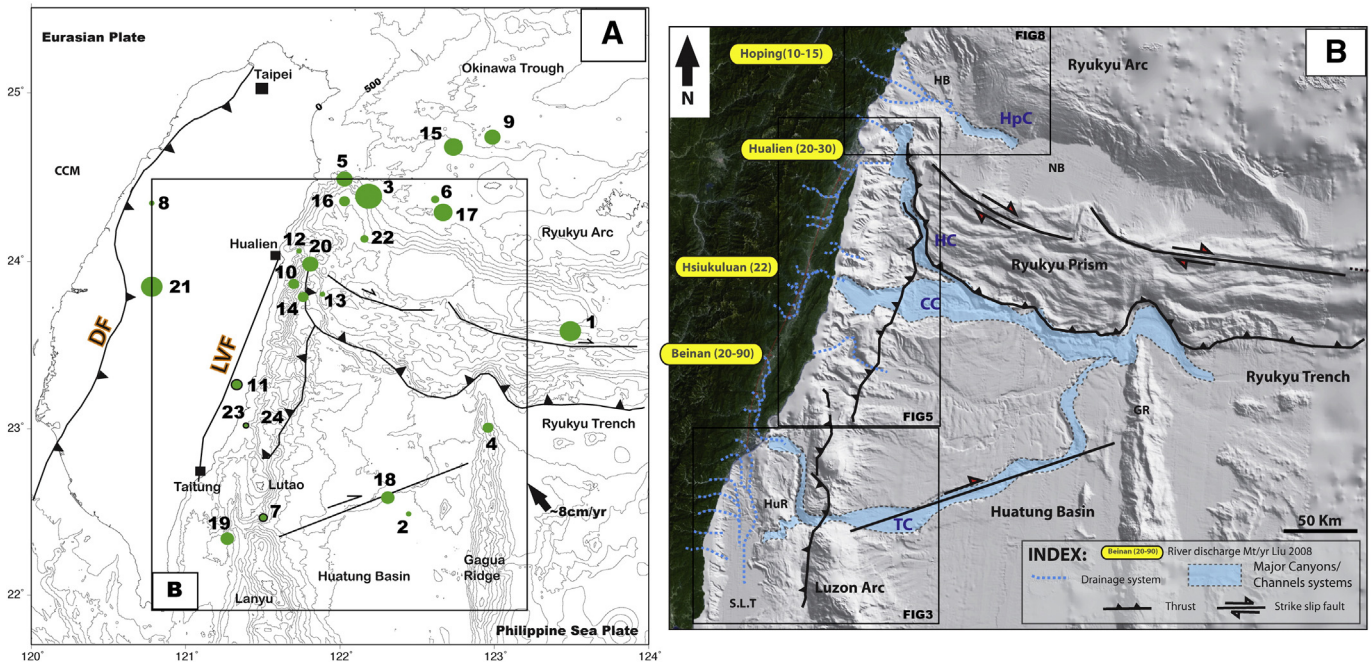 Eurasian Plate
A
Okinawa Trough
Taipei
500
0
25°
9
15
CCM
5
3
6
8
16
17
22
Ryukyu Arc
Hualien
12
20
24°
10
21
13
14
1
DF
LVF
11
23
24
Ryukyu Trench
23°
4
Taitung
Lutao
18
~8cm/yr
7
2
19
Huatung Basin
Gagua
Ridge
22°
B
Lanyu
Philippine Sea Plate
120°
121°
122°
123°
124°
B
FIG8
Hoping(10-15)
HB
Ryukyu Arc
N
HpC
Hualien (20-30)
NB
HC
Ryukyu Prism
Hsiukuluan (22)
CC
Beinan (20-90)
Ryukyu Trench
FIG5
GR
HuR
Huatung Basin
TC
50 Km
INDEX:
Beinan (20-90)
River discharge Mt/yr Liu 2008
Drainage system
Major Canyons/
Channels systems
Luzon Arc
S.L.T
Thrust
Strike slip fault
FIG3